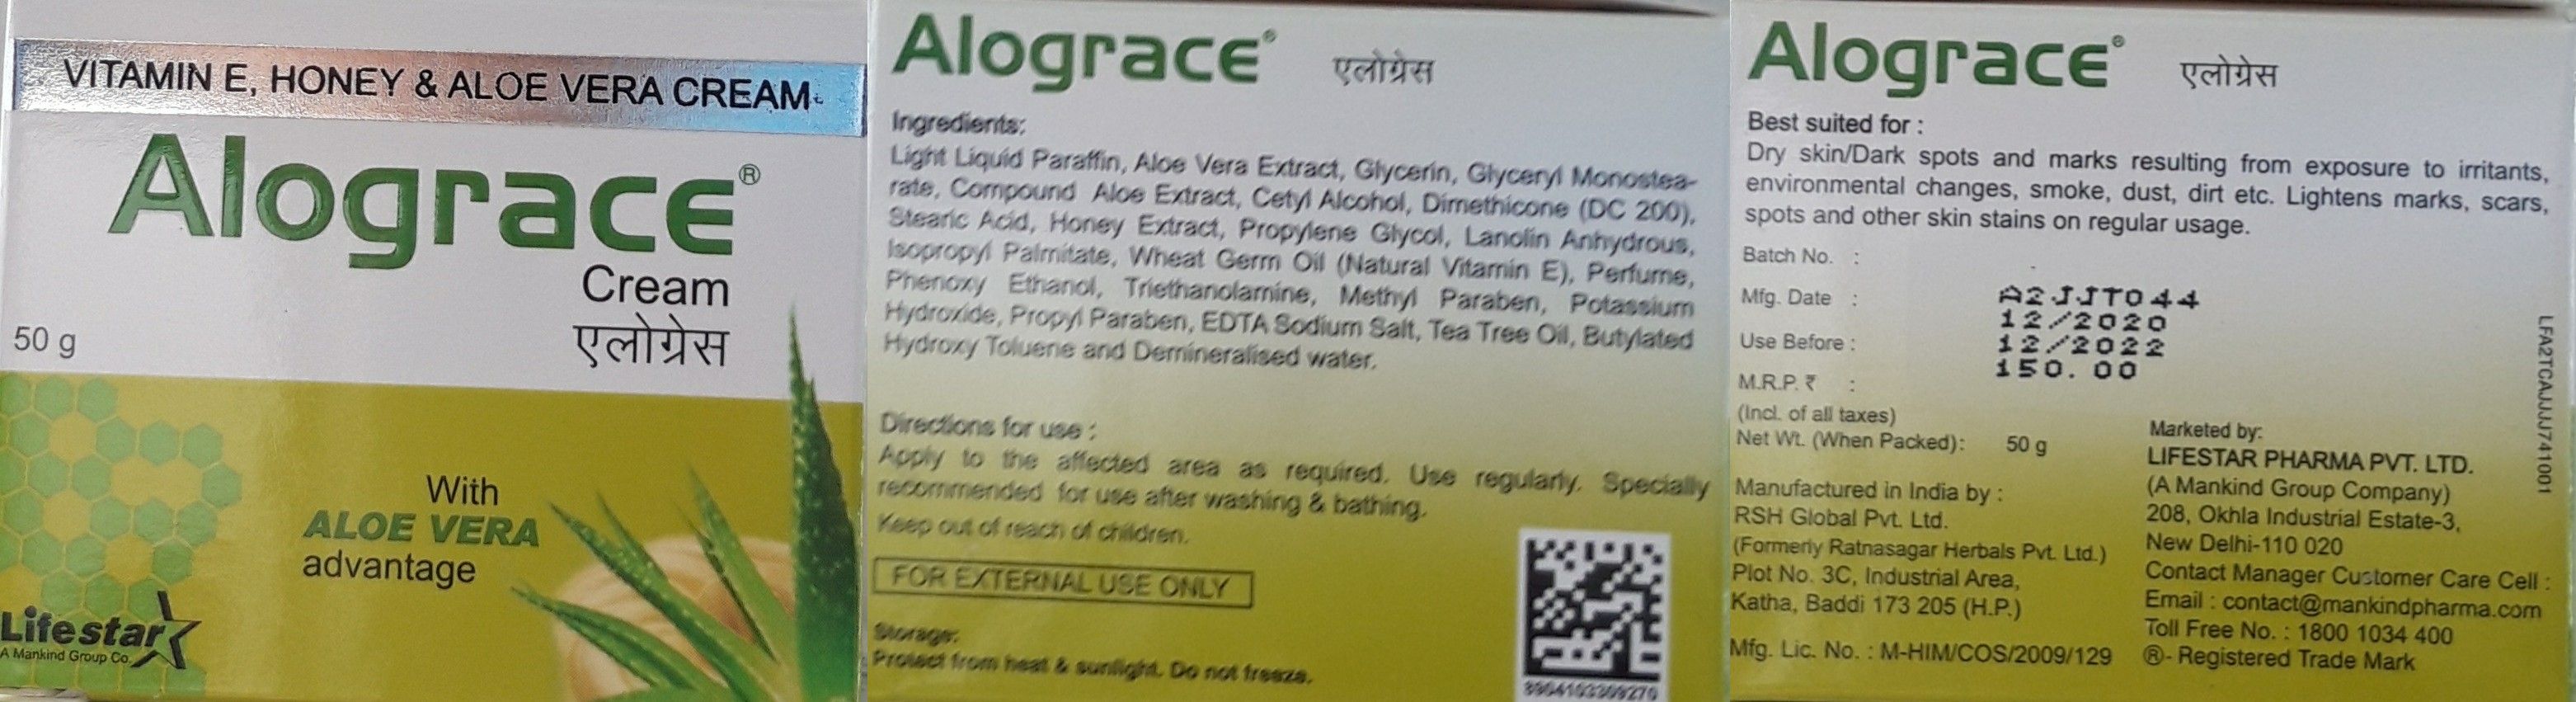 VITAMIN E, HONEY & ALOE VERA CREAM
Alograce®
Cream
एलोग्रेस
50 g
With
ALOE VERA
advantage
Lifestar
A Mankind Group Co.
Alograce® एलोग्रेस
Ingredients:
Light Liquid Paraffin, Aloe Vera Extract, Glycerin, Glyceryl Monostea-
rate, Compound Aloe Extract, Cetyl Alcohol, Dimethicone (DC 200),
Stearic Acid, Honey Extract, Propylene Glycol, Lanolin Anhydrous,
Isopropyl Palmitate, Wheat Germ Oil (Natural Vitamin E), Perfume,
Phenoxy Ethanol, Triethanolamine, Methyl Paraben, Potassium
Hydroxide, Propyl Paraben, EDTA Sodium Salt, Tea Tree Oil, Butylated
Hydroxy Toluene and Demineralised water.
Directions for use :
Apply to the affected area as required. Use regularly. Specially
recommended for use after washing & bathing.
Keep out of reach of children.
FOR EXTERNAL USE ONLY
Storage:
Protect from heat & sunlight. Do not freeze.
8904103309270
Alograce® एलोग्रेस
Best suited for :
Dry skin/Dark spots and marks resulting from exposure to irritants,
environmental changes, smoke, dust, dirt etc. Lightens marks, scars,
spots and other skin stains on regular usage.
Batch No. :
Mfg. Date : A2JJT044
12/2020
Use Before : 12/2022
150.00
M.R.P. ₹ :
(Incl. of all taxes)
Net Wt. (When Packed): 50 g
Manufactured in India by :
RSH Global Pvt. Ltd.
(Formerly Ratnasagar Herbals Pvt. Ltd.)
Plot No. 3C, Industrial Area,
Katha, Baddi 173 205 (H.P.)
Mfg. Lic. No. : M-HIM/COS/2009/129
Marketed by:
LIFESTAR PHARMA PVT. LTD.
(A Mankind Group Company)
208, Okhla Industrial Estate-3,
New Delhi-110 020
Contact Manager Customer Care Cell :
Email : contact@mankindpharma.com
Toll Free No. : 1800 1034 400
®- Registered Trade Mark
LFA2TCAJJJJ741001